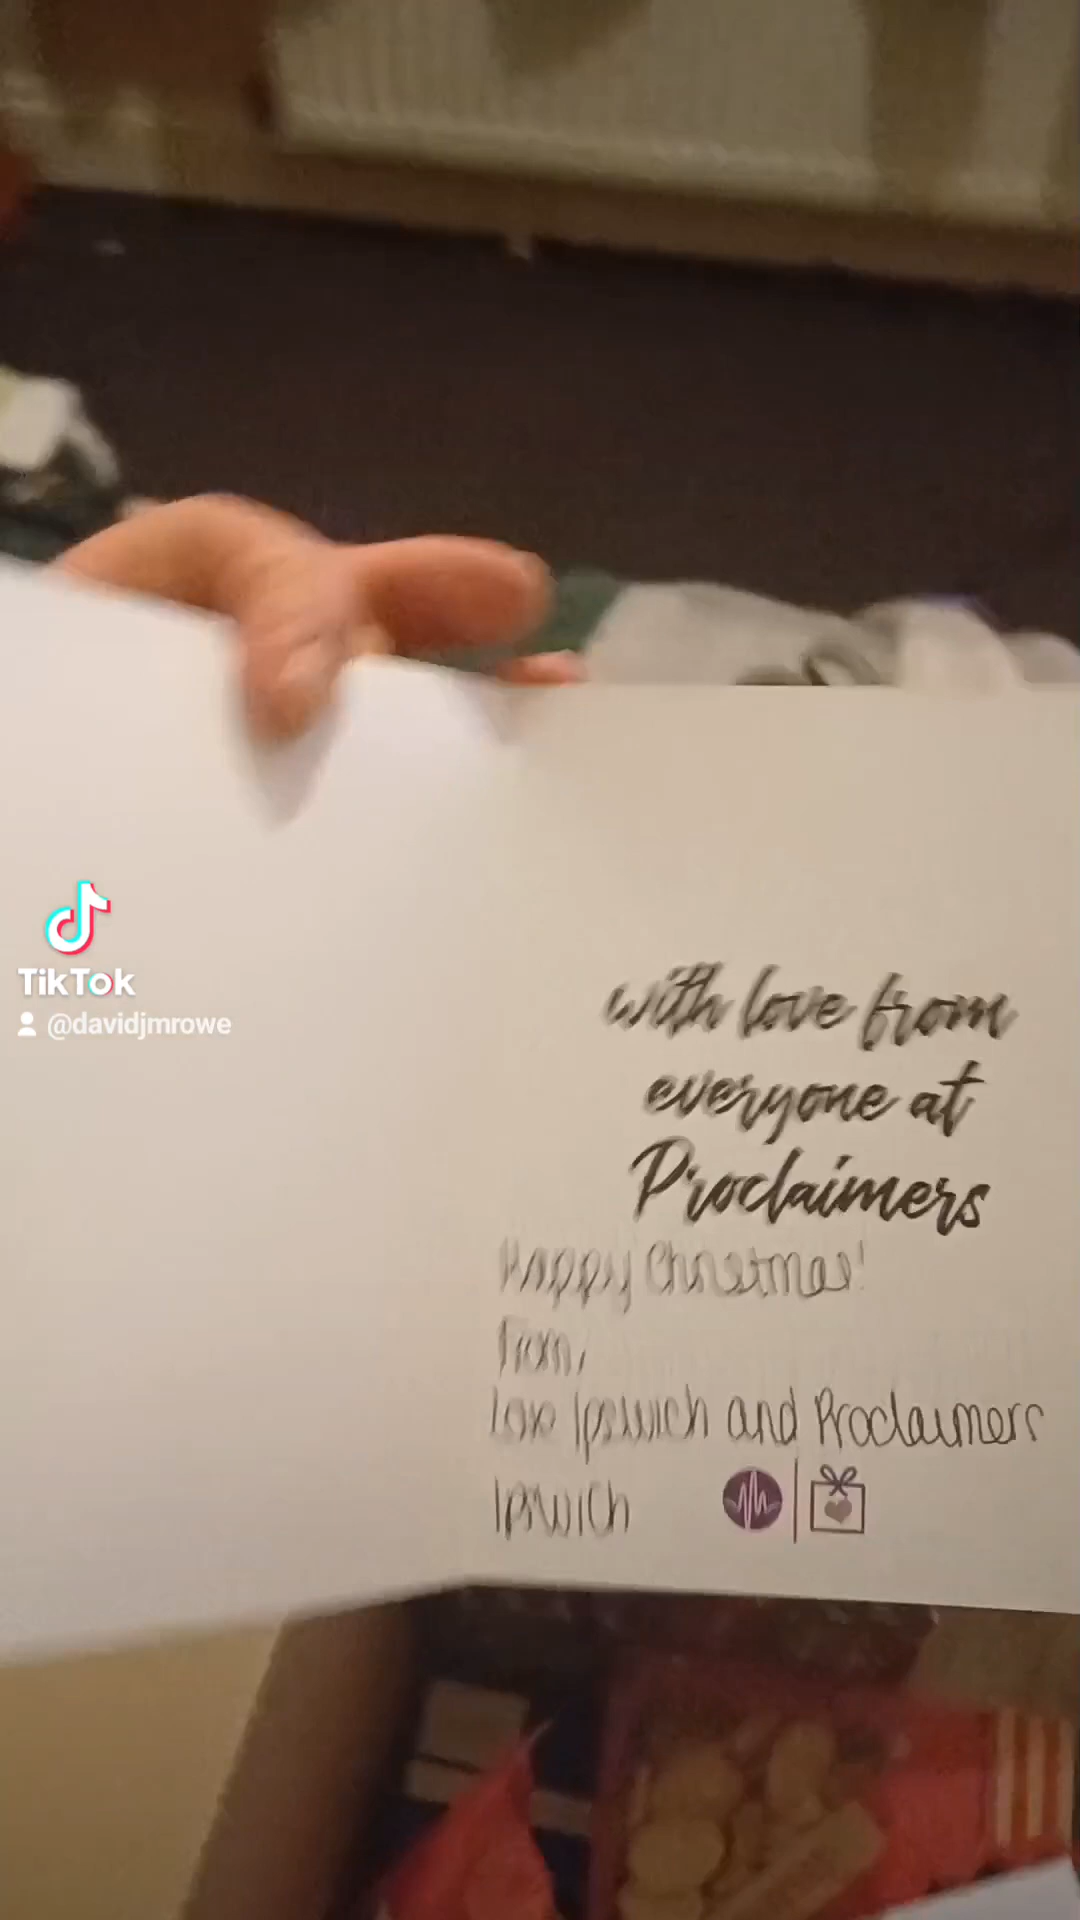 with love from
everyone at
Proclaimers
Happy Christmas!
From,
Love Ipswich and Proclaimers
Ipswich
TikTok
@davidjmrowe